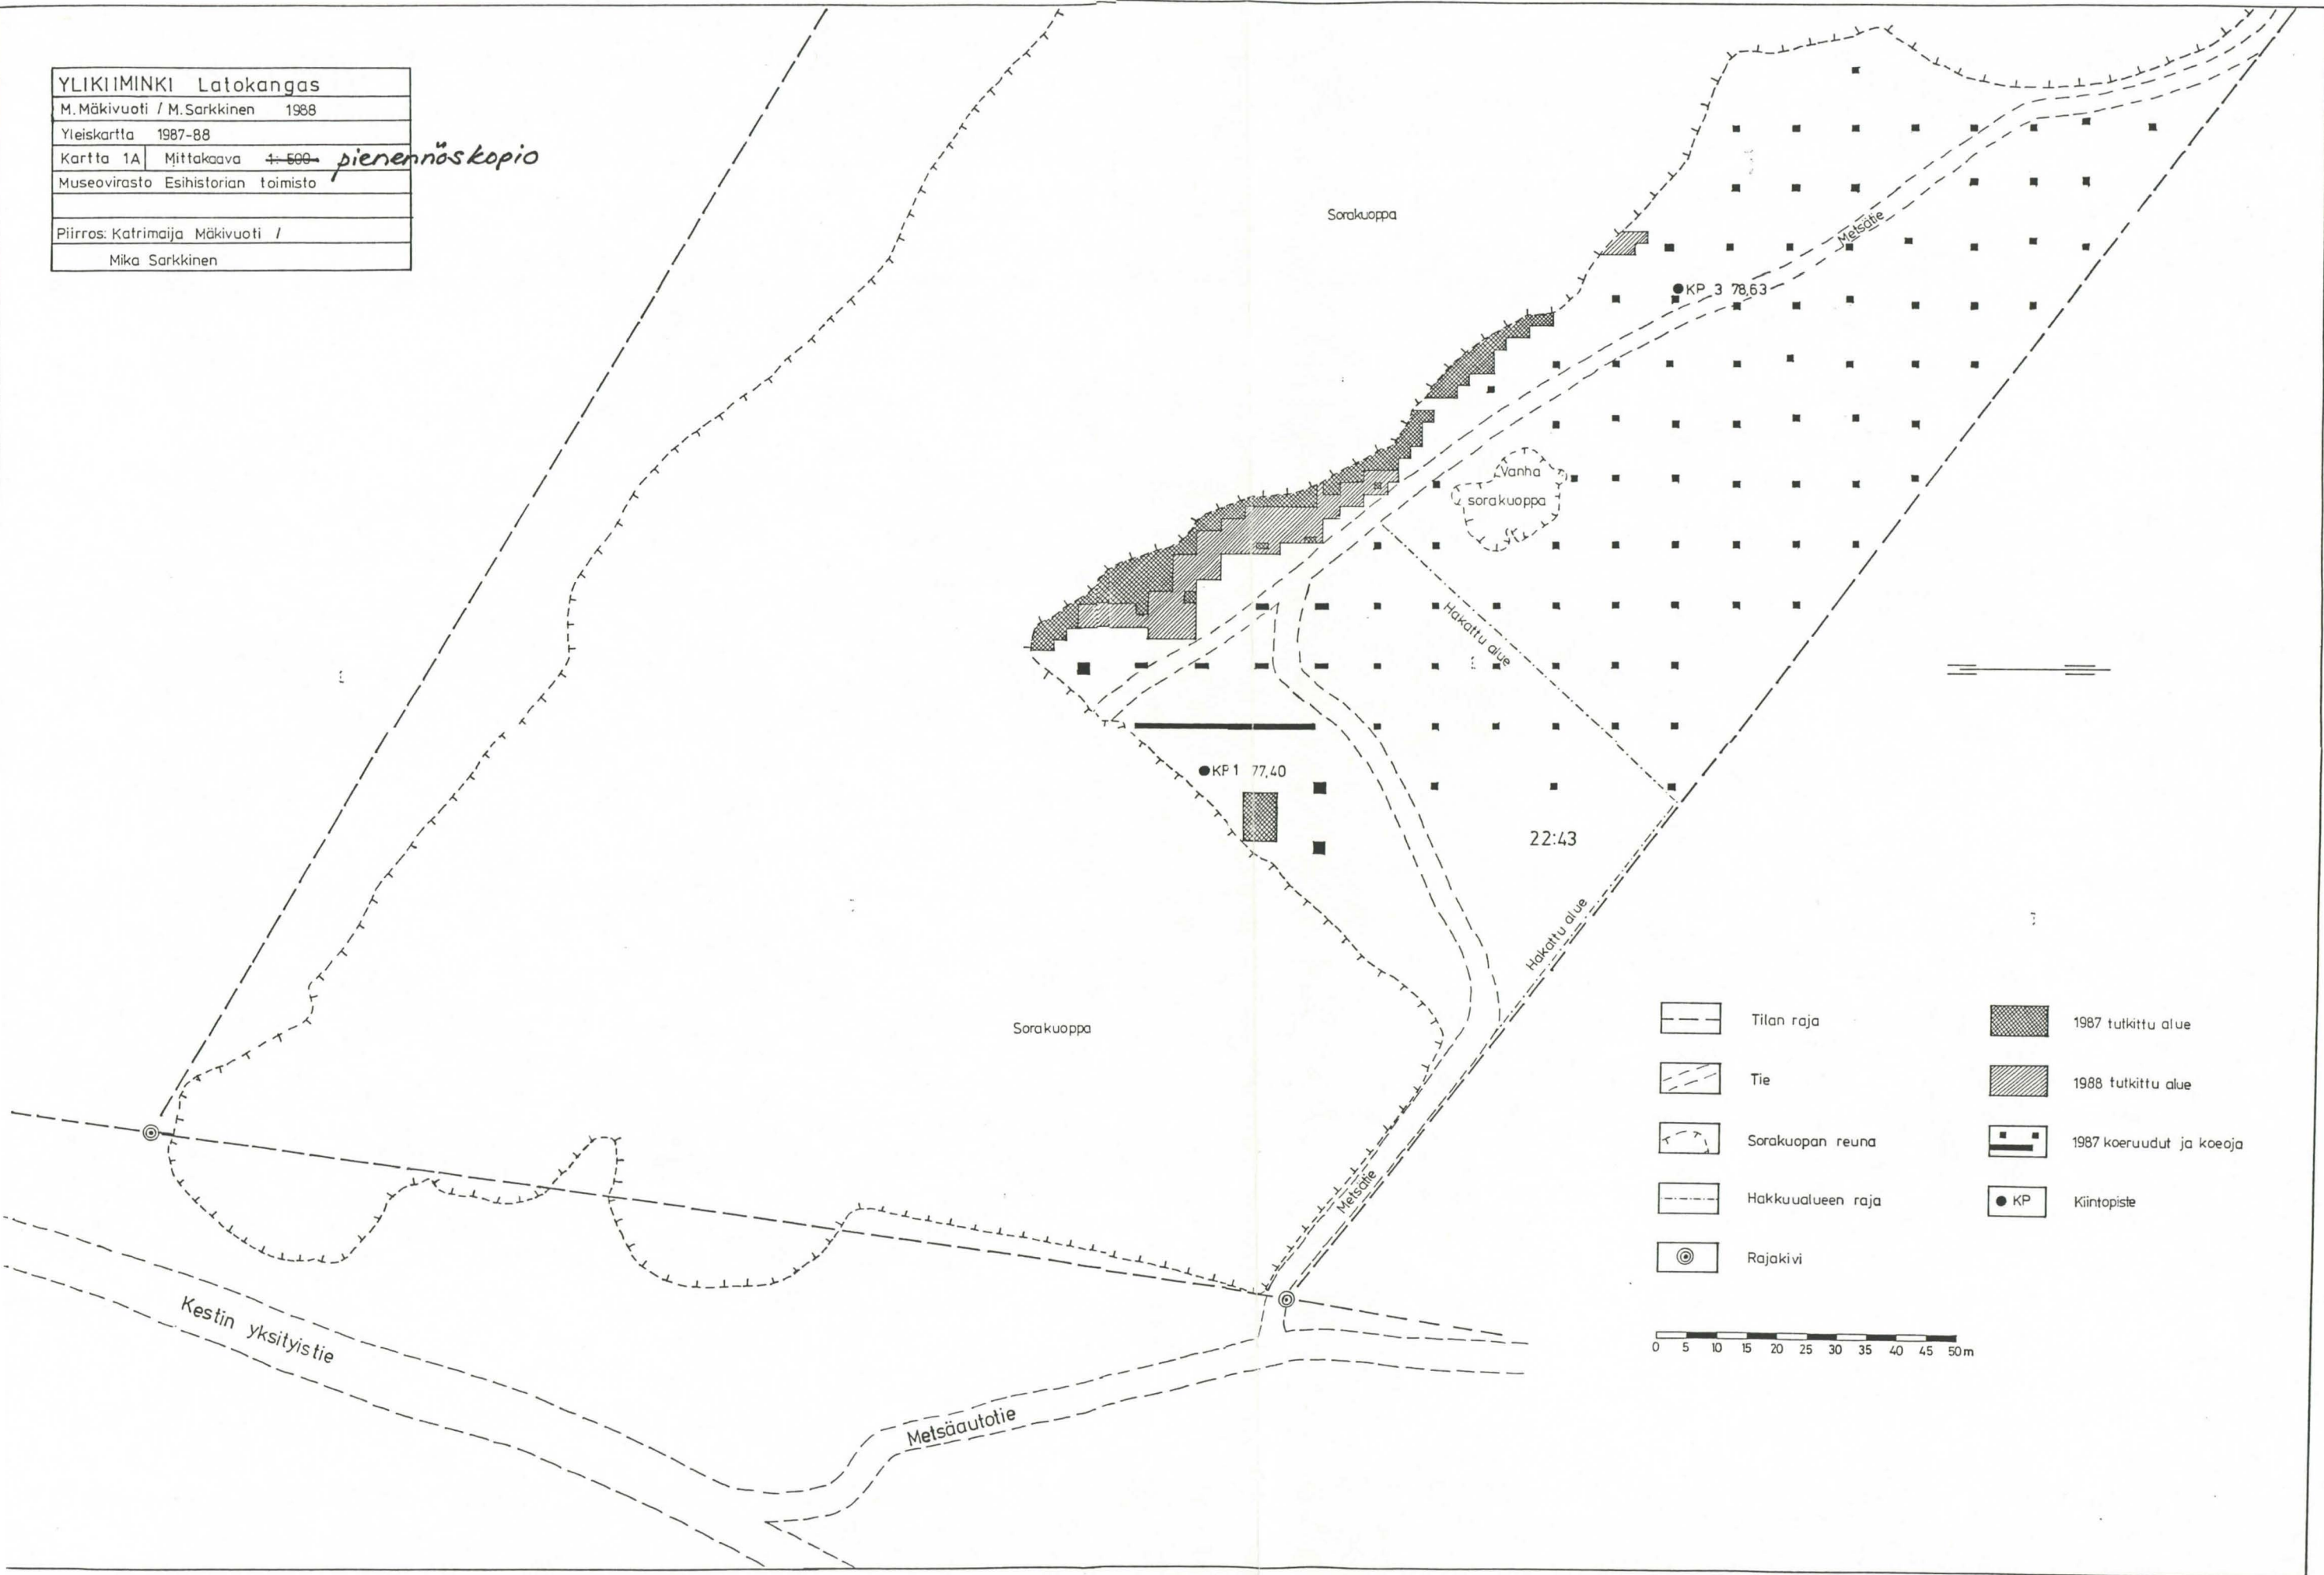 YLIKIIMINKI Latokangas
M. Mäkivuoti / M. Sarkkinen 1988
Yleiskartta 1987-88
Kartta 1A Mittakaava 1:500 pienennöskopio
Museovirasto Esihistorian toimisto
Piirros: Katrimaija Mäkivuoti /
Mika Sarkkinen
Sorakuoppa
Metsätie
KP 3 78,63
Vanha
sorakuoppa
Hakattu alue
KP 1 77,40
22:43
Hakattu alue
Sorakuoppa
Metsätie
Kestin yksityistie
Metsäautotie
Tilan raja
Tie
Sorakuopan reuna
Hakkuualueen raja
Rajakivi
1987 tutkittu alue
1988 tutkittu alue
1987 koeruudut ja koeoja
KP Kiintopiste
0 5 10 15 20 25 30 35 40 45 50 m